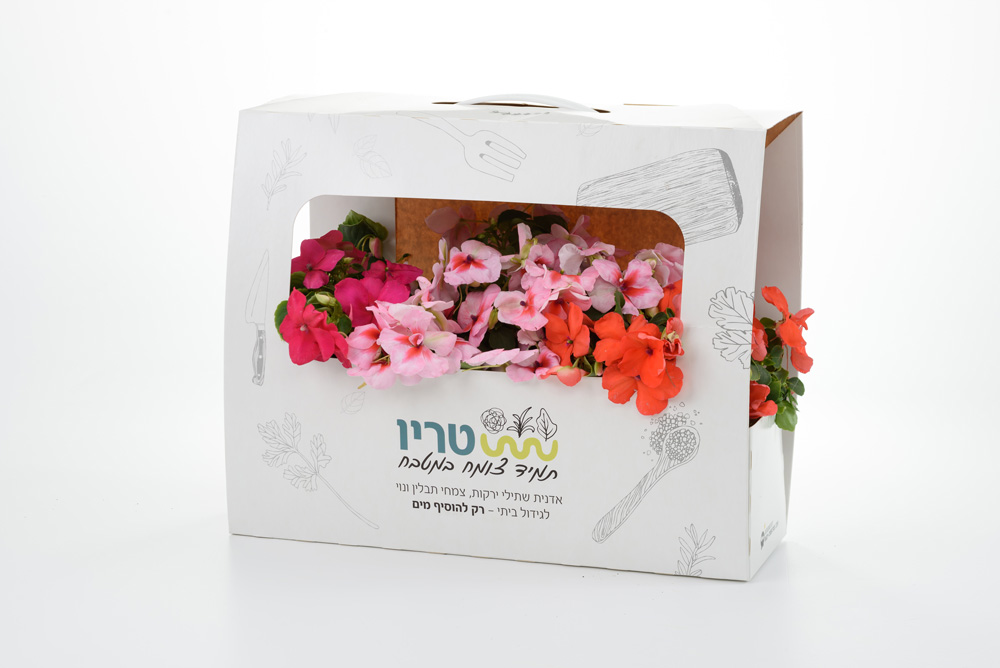 טריו
תמיד צומח במטבח
אדנית שתילי ירקות, צמחי תבלין ונוי
לגידול ביתי – רק להוסיף מים